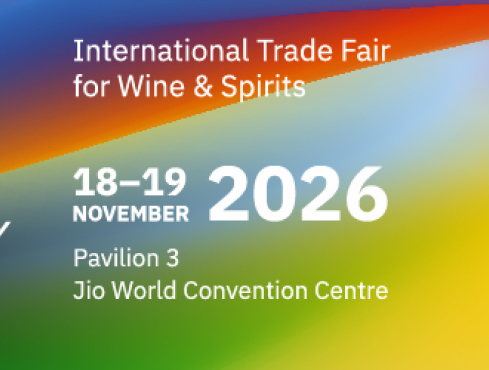 International Trade Fair
for Wine & Spirits
18–19
NOVEMBER
2026
Pavilion 3
Jio World Convention Centre